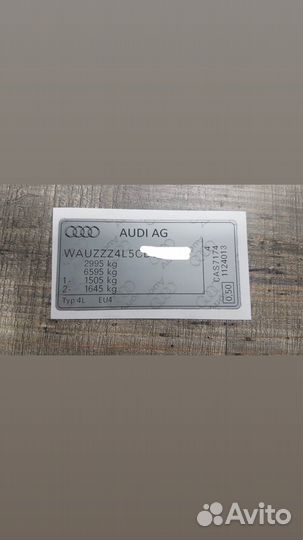 AUDI AG
WAUZZZ4L5
2995 kg
6595 kg
1- 1505 kg
2- 1645 kg
Typ 4L EU4
4
CAS7174
1124013
0,50
Avito